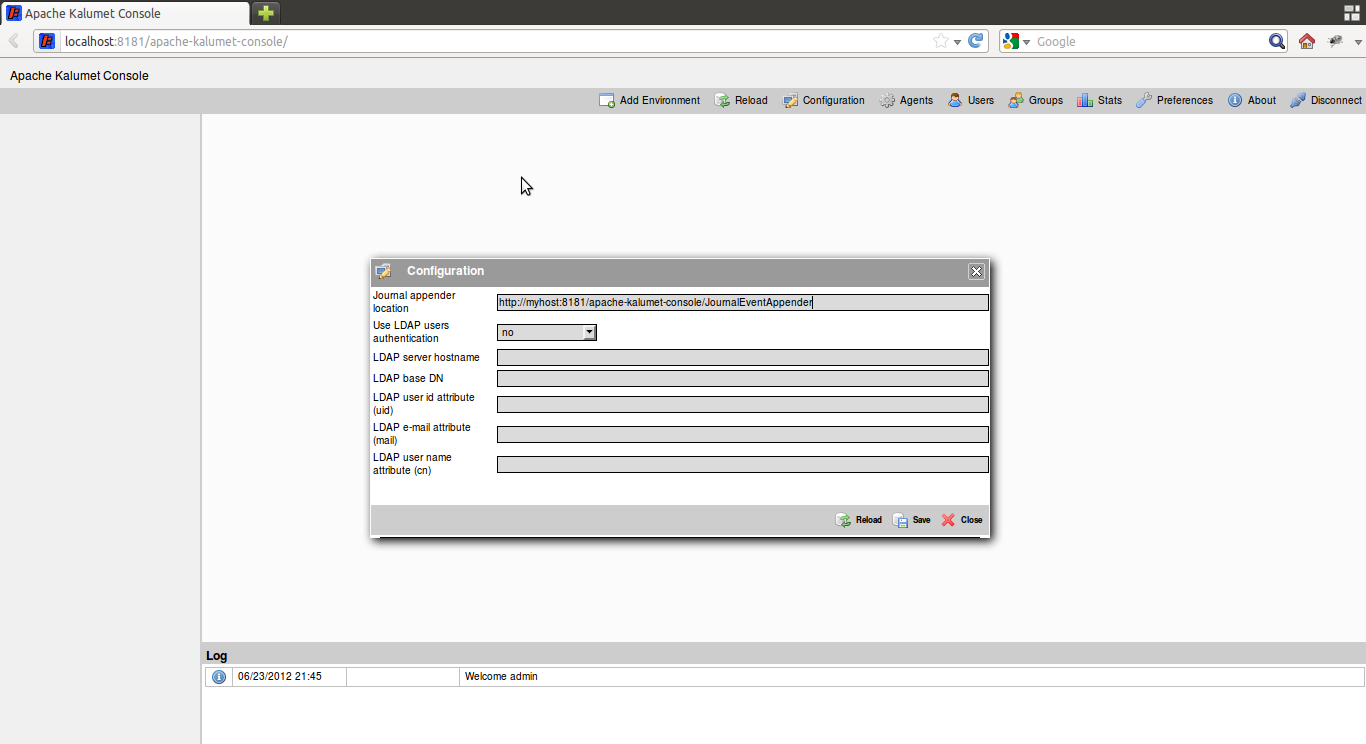 Apache Kalumet Console
localhost:8181/apache-kalumet-console/
Google
Apache Kalumet Console
Add Environment Reload Configuration Agents Users Groups Stats Preferences About Disconnect
Configuration
Journal appender
location
http://myhost:8181/apache-kalumet-console/JournalEventAppender
Use LDAP users
authentication
no
LDAP server hostname
LDAP base DN
LDAP user id attribute
(uid)
LDAP e-mail attribute
(mail)
LDAP user name
attribute (cn)
Reload Save Close
Log
06/23/2012 21:45 Welcome admin